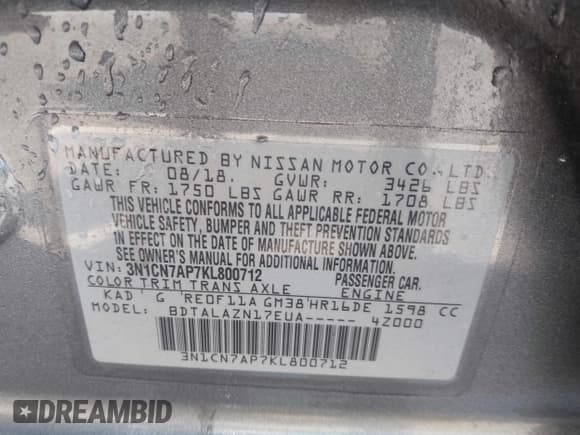 MANUFACTURED BY NISSAN MOTOR CO., LTD.
DATE: 08/18. GVWR: 3426 LBS
GAWR FR: 1750 LBS GAWR RR: 1708 LBS
THIS VEHICLE CONFORMS TO ALL APPLICABLE FEDERAL MOTOR
VEHICLE SAFETY, BUMPER AND THEFT PREVENTION STANDARDS
IN EFFECT ON THE DATE OF MANUFACTURE SHOWN ABOVE.
SEE OWNER'S MANUAL FOR ADDITIONAL INFORMATION.
VIN: 3N1CN7AP7KL800712 PASSENGER CAR.
COLOR TRIM TRANS AXLE ENGINE
KAD G RE0F11A GM38 HR16DE 1598 CC
MODEL: BDTALAZN17EUA----- 4Z000
3N1CN7AP7KL800712
DREAMBID